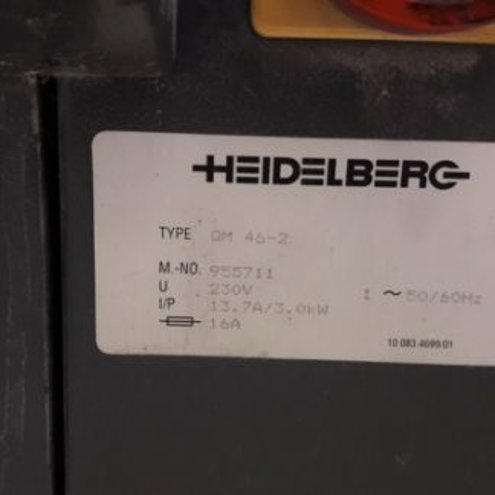 HEIDELBERG
TYPE QM 46-2
M.-NO. 955711
U 230V 1 ~ 50/60Hz
I/P 13.7A/3.0kW
16A
10 083 4699/01